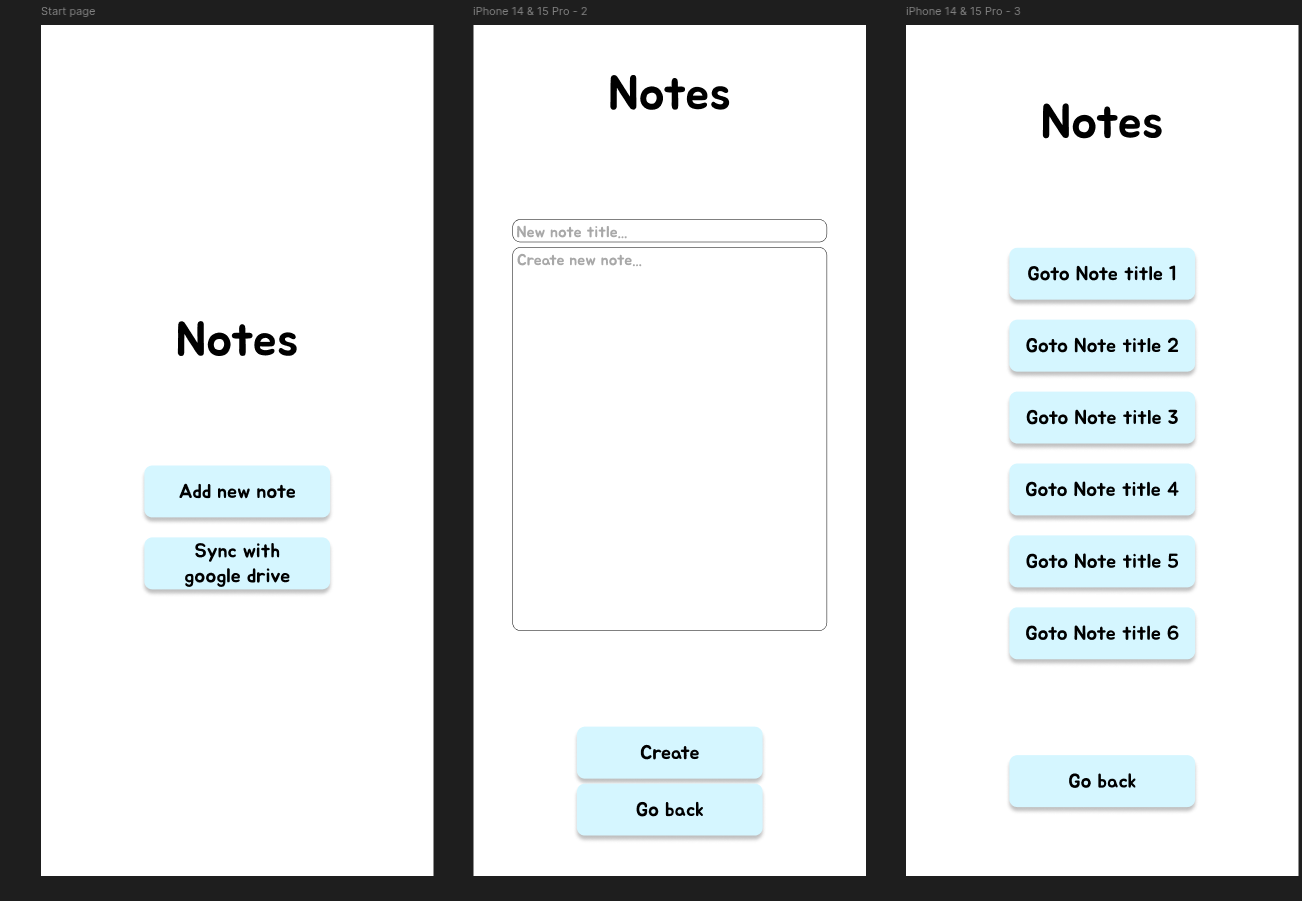 Start page
iPhone 14 & 15 Pro - 2
iPhone 14 & 15 Pro - 3
Notes
Add new note
Sync with
google drive
Notes
New note title...
Create new note...
Create
Go back
Notes
Goto Note title 1
Goto Note title 2
Goto Note title 3
Goto Note title 4
Goto Note title 5
Goto Note title 6
Go back